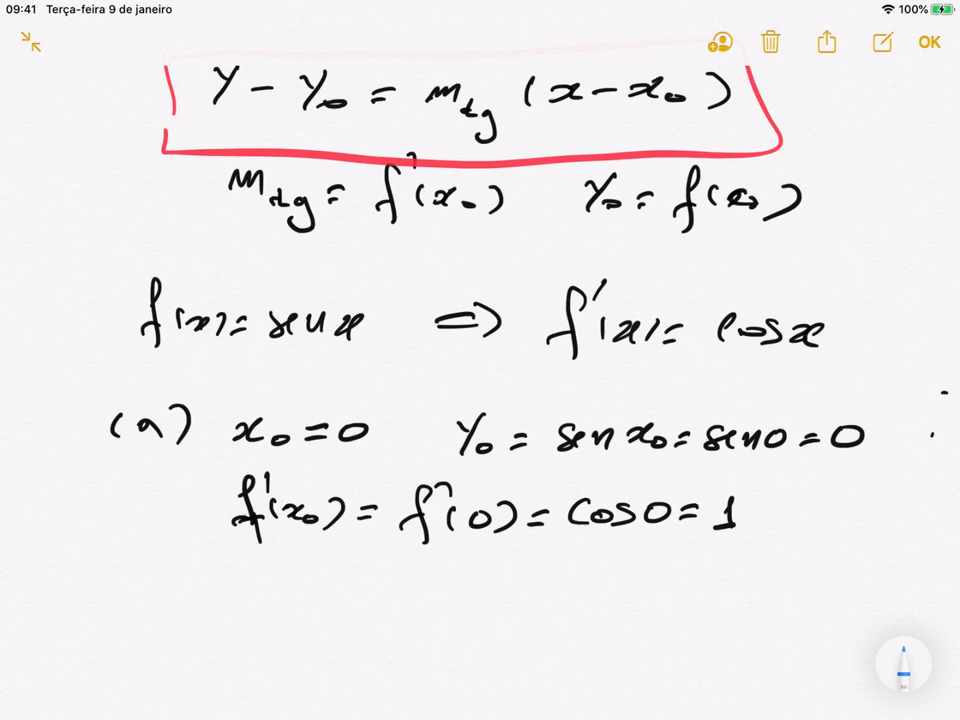 09:41 Terça-feira 9 de janeiro 100%
OK
Y - Y₀ = m_tg (x - x₀)
m_tg = f'(x₀) Y₀ = f(x₀)
f(x) = sen x ⇒ f'(x) = cos x
(a) x₀ = 0 Y₀ = sen x₀ = sen 0 = 0
f'(x₀) = f'(0) = cos 0 = 1